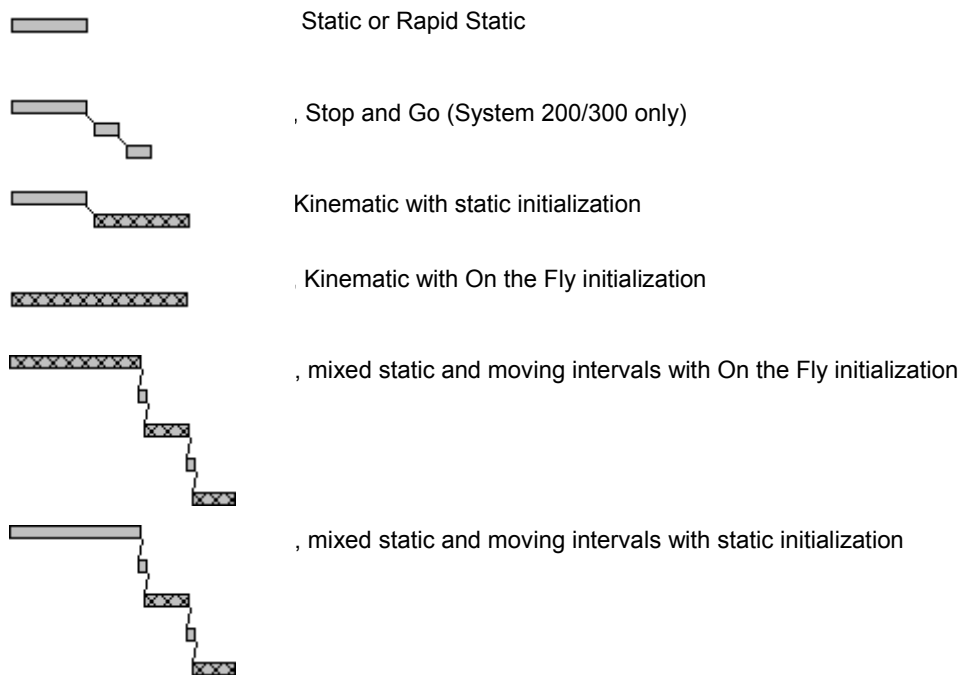 Static or Rapid Static
, Stop and Go (System 200/300 only)
Kinematic with static initialization
, Kinematic with On the Fly initialization
, mixed static and moving intervals with On the Fly initialization
, mixed static and moving intervals with static initialization